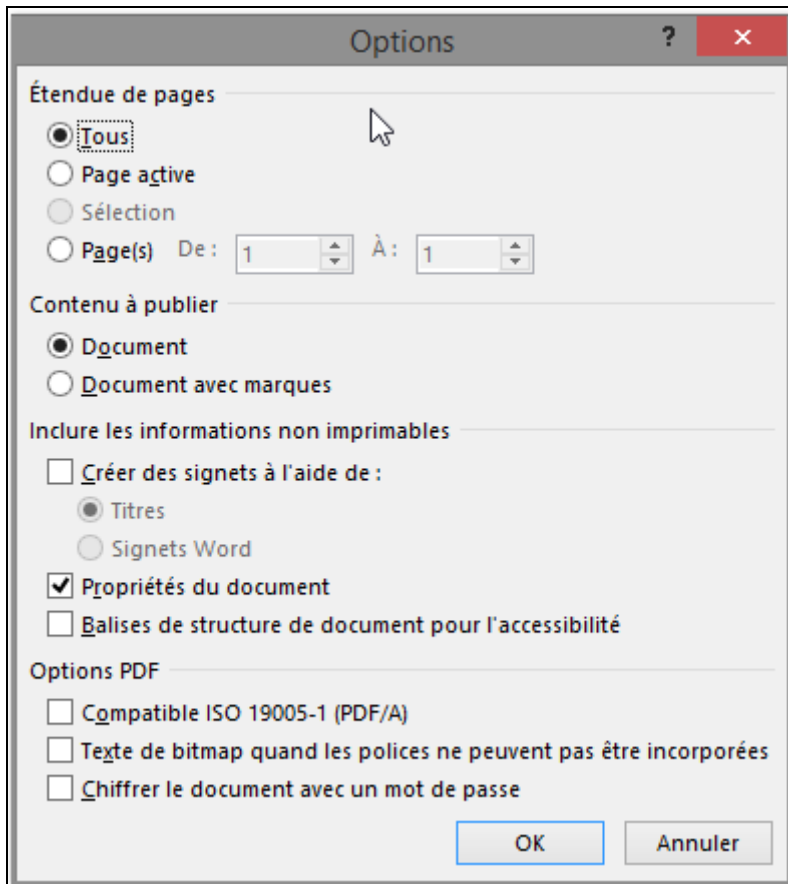 Options ?
Étendue de pages
Tous
Page active
Sélection
Page(s) De : 1 À : 1
Contenu à publier
Document
Document avec marques
Inclure les informations non imprimables
Créer des signets à l'aide de :
Titres
Signets Word
Propriétés du document
Balises de structure de document pour l'accessibilité
Options PDF
Compatible ISO 19005-1 (PDF/A)
Texte de bitmap quand les polices ne peuvent pas être incorporées
Chiffrer le document avec un mot de passe
OK Annuler